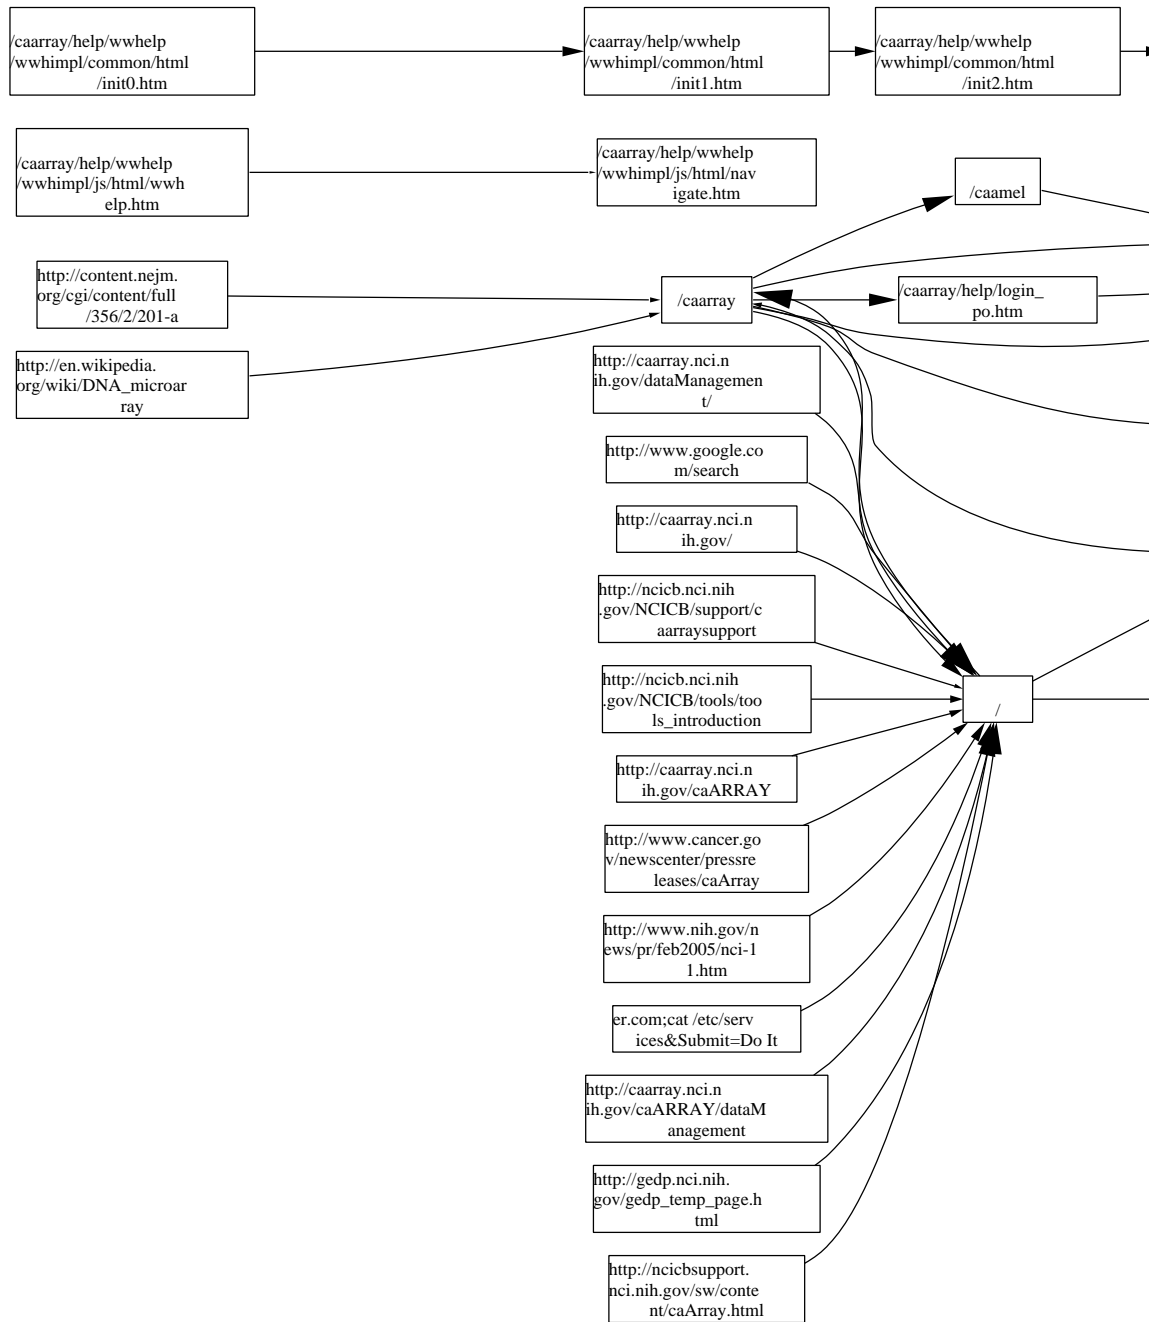 /caarray/help/wwhelp
/wwhimpl/common/html
/init0.htm
/caarray/help/wwhelp
/wwhimpl/common/html
/init1.htm
/caarray/help/wwhelp
/wwhimpl/common/html
/init2.htm
/caarray/help/wwhelp
/wwhimpl/js/html/wwh
elp.htm
/caarray/help/wwhelp
/wwhimpl/js/html/nav
igate.htm
/caamel
http://content.nejm.
org/cgi/content/full
/356/2/201-a
/caarray
/caarray/help/login_
po.htm
http://en.wikipedia.
org/wiki/DNA_microar
ray
http://caarray.nci.n
ih.gov/dataManagemen
t/
http://www.google.co
m/search
http://caarray.nci.n
ih.gov/
http://ncicb.nci.nih
.gov/NCICB/support/c
aarraysupport
http://ncicb.nci.nih
.gov/NCICB/tools/too
ls_introduction
/
http://caarray.nci.n
ih.gov/caARRAY
http://www.cancer.go
v/newscenter/pressre
leases/caArray
http://www.nih.gov/n
ews/pr/feb2005/nci-1
1.htm
er.com;cat /etc/serv
ices&Submit=Do It
http://caarray.nci.n
ih.gov/caARRAY/dataM
anagement
http://gedp.nci.nih.
gov/gedp_temp_page.h
tml
http://ncicbsupport.
nci.nih.gov/sw/conte
nt/caArray.html